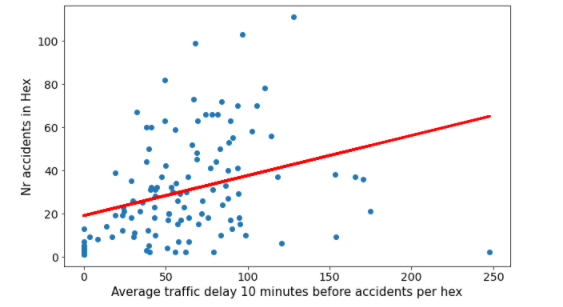 100
80
60
40
20
0
Nr accidents in Hex
0 50 100 150 200 250
Average traffic delay 10 minutes before accidents per hex